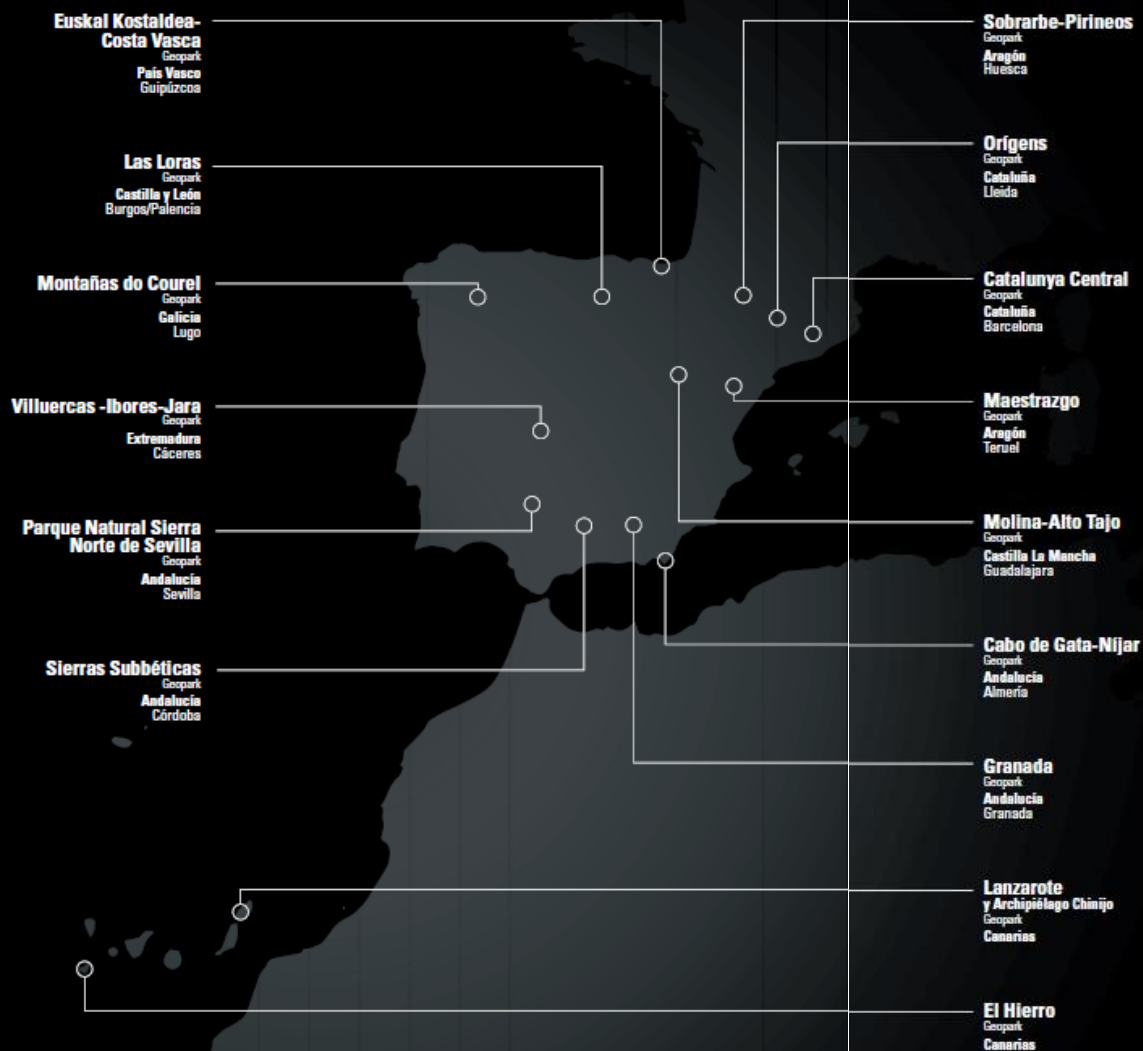 Euskal Kostaldea-
Costa Vasca
Geopark
País Vasco
Guipúzcoa
Las Loras
Geopark
Castilla y León
Burgos/Palencia
Montañas do Courel
Geopark
Galicia
Lugo
Villuercas -Ibores-Jara
Geopark
Extremadura
Cáceres
Parque Natural Sierra
Norte de Sevilla
Geopark
Andalucía
Sevilla
Sierras Subbéticas
Geopark
Andalucía
Córdoba
Sobrarbe-Pirineos
Geopark
Aragón
Huesca
Orígens
Geopark
Cataluña
Lleida
Catalunya Central
Geopark
Cataluña
Barcelona
Maestrazgo
Geopark
Aragón
Teruel
Molina-Alto Tajo
Geopark
Castilla La Mancha
Guadalajara
Cabo de Gata-Níjar
Geopark
Andalucía
Almería
Granada
Geopark
Andalucía
Granada
Lanzarote
y Archipiélago Chinijo
Geopark
Canarias
El Hierro
Geopark
Canarias